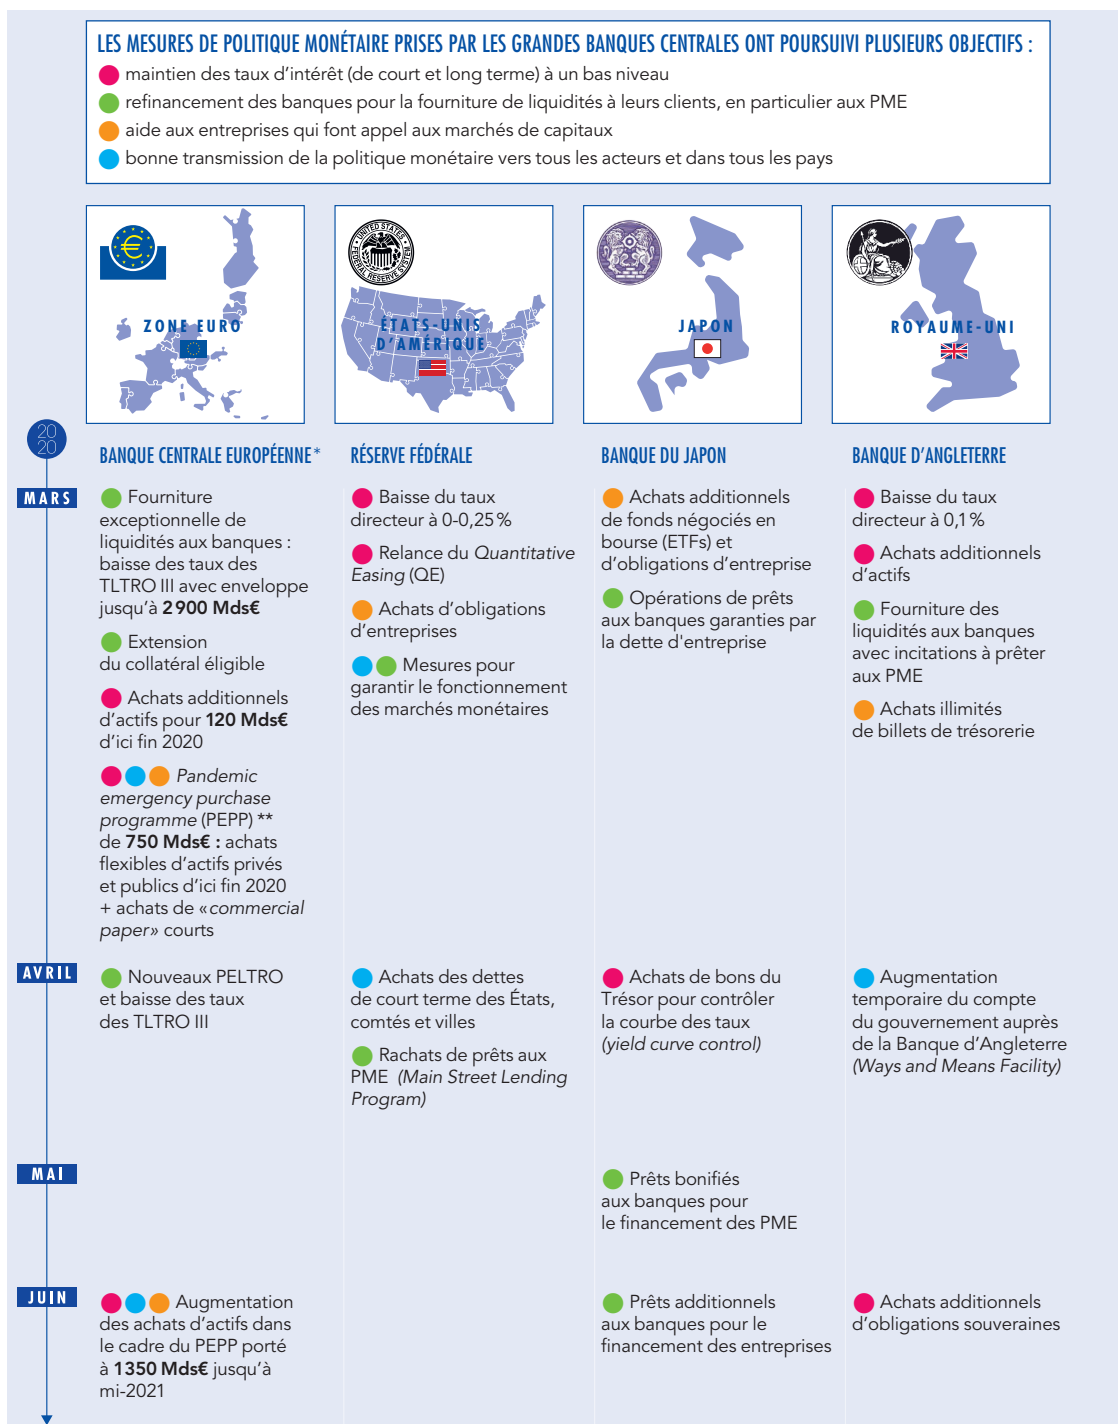 LES MESURES DE POLITIQUE MONÉTAIRE PRISES PAR LES GRANDES BANQUES CENTRALES ONT POURSUIVI PLUSIEURS OBJECTIFS :
maintien des taux d'intérêt (de court et long terme) à un bas niveau
refinancement des banques pour la fourniture de liquidités à leurs clients, en particulier aux PME
aide aux entreprises qui font appel aux marchés de capitaux
bonne transmission de la politique monétaire vers tous les acteurs et dans tous les pays
ZONE EURO
UNITED STATES
FEDERAL RESERVE SYSTEM
ÉTATS-UNIS
D'AMÉRIQUE
JAPON
ROYAUME-UNI
20
20
BANQUE CENTRALE EUROPÉENNE*
RÉSERVE FÉDÉRALE
BANQUE DU JAPON
BANQUE D'ANGLETERRE
MARS
Fourniture
exceptionnelle de
liquidités aux banques :
baisse des taux des
TLTRO III avec enveloppe
jusqu'à 2 900 Mds€
Extension
du collatéral éligible
Achats additionnels
d'actifs pour 120 Mds€
d'ici fin 2020
Pandemic
emergency purchase
programme (PEPP) **
de 750 Mds€ : achats
flexibles d'actifs privés
et publics d'ici fin 2020
+ achats de «commercial
paper» courts
Baisse du taux
directeur à 0-0,25 %
Relance du Quantitative
Easing (QE)
Achats d'obligations
d'entreprises
Mesures pour
garantir le fonctionnement
des marchés monétaires
Achats additionnels
de fonds négociés en
bourse (ETFs) et
d'obligations d'entreprise
Opérations de prêts
aux banques garanties par
la dette d'entreprise
Baisse du taux
directeur à 0,1 %
Achats additionnels
d'actifs
Fourniture des
liquidités aux banques
avec incitations à prêter
aux PME
Achats illimités
de billets de trésorerie
AVRIL
Nouveaux PELTRO
et baisse des taux
des TLTRO III
Achats des dettes
de court terme des États,
comtés et villes
Rachats de prêts aux
PME (Main Street Lending
Program)
Achats de bons du
Trésor pour contrôler
la courbe des taux
(yield curve control)
Augmentation
temporaire du compte
du gouvernement auprès
de la Banque d'Angleterre
(Ways and Means Facility)
MAI
Prêts bonifiés
aux banques pour
le financement des PME
JUIN
Augmentation
des achats d'actifs dans
le cadre du PEPP porté
à 1350 Mds€ jusqu'à
mi-2021
Prêts additionnels
aux banques pour le
financement des entreprises
Achats additionnels
d'obligations souveraines